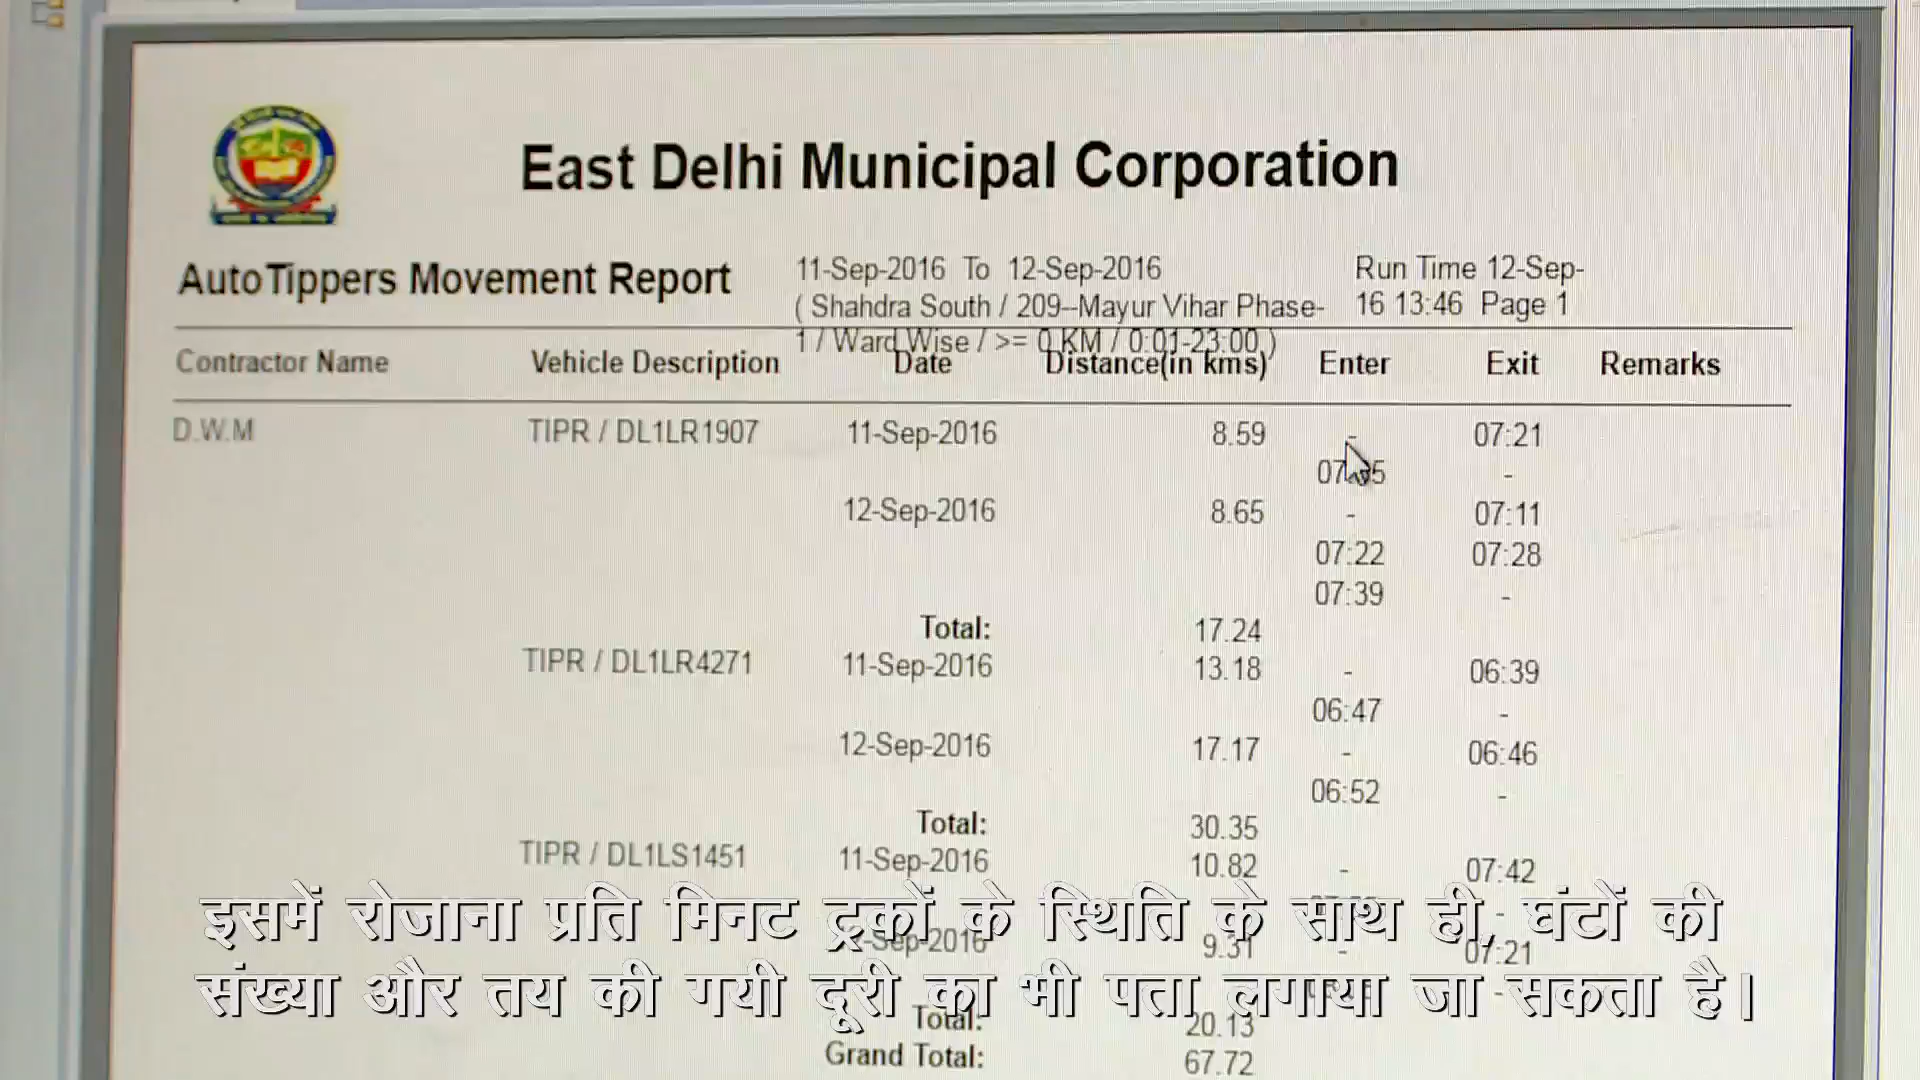 East Delhi Municipal Corporation
Auto Tippers Movement Report 11-Sep-2016 To 12-Sep-2016 Run Time 12-Sep-
( Shahdra South / 209--Mayur Vihar Phase- 16 13:46 Page 1
1 / Ward Wise / >= 0 KM / 0:01-23:00 )
Contractor Name Vehicle Description Date Distance(in kms) Enter Exit Remarks
D.W.M TIPR / DL1LR1907 11-Sep-2016 8.59 - 07:21
-
12-Sep-2016 8.65 - 07:11
07:22 07:28
07:39 -
Total: 17.24
TIPR / DL1LR4271 11-Sep-2016 13.18 - 06:39
06:47 -
12-Sep-2016 17.17 - 06:46
06:52 -
Total: 30.35
TIPR / DL1LS1451 11-Sep-2016 10.82 - 07:42
-Sep-2016 9.31 - 07:21
Total: 20.13
Grand Total: 67.72
इसमें रोजाना प्रति मिनट ट्रकों के स्थिति के साथ ही, घंटों की
संख्या और तय की गयी दूरी का भी पता लगाया जा सकता है।